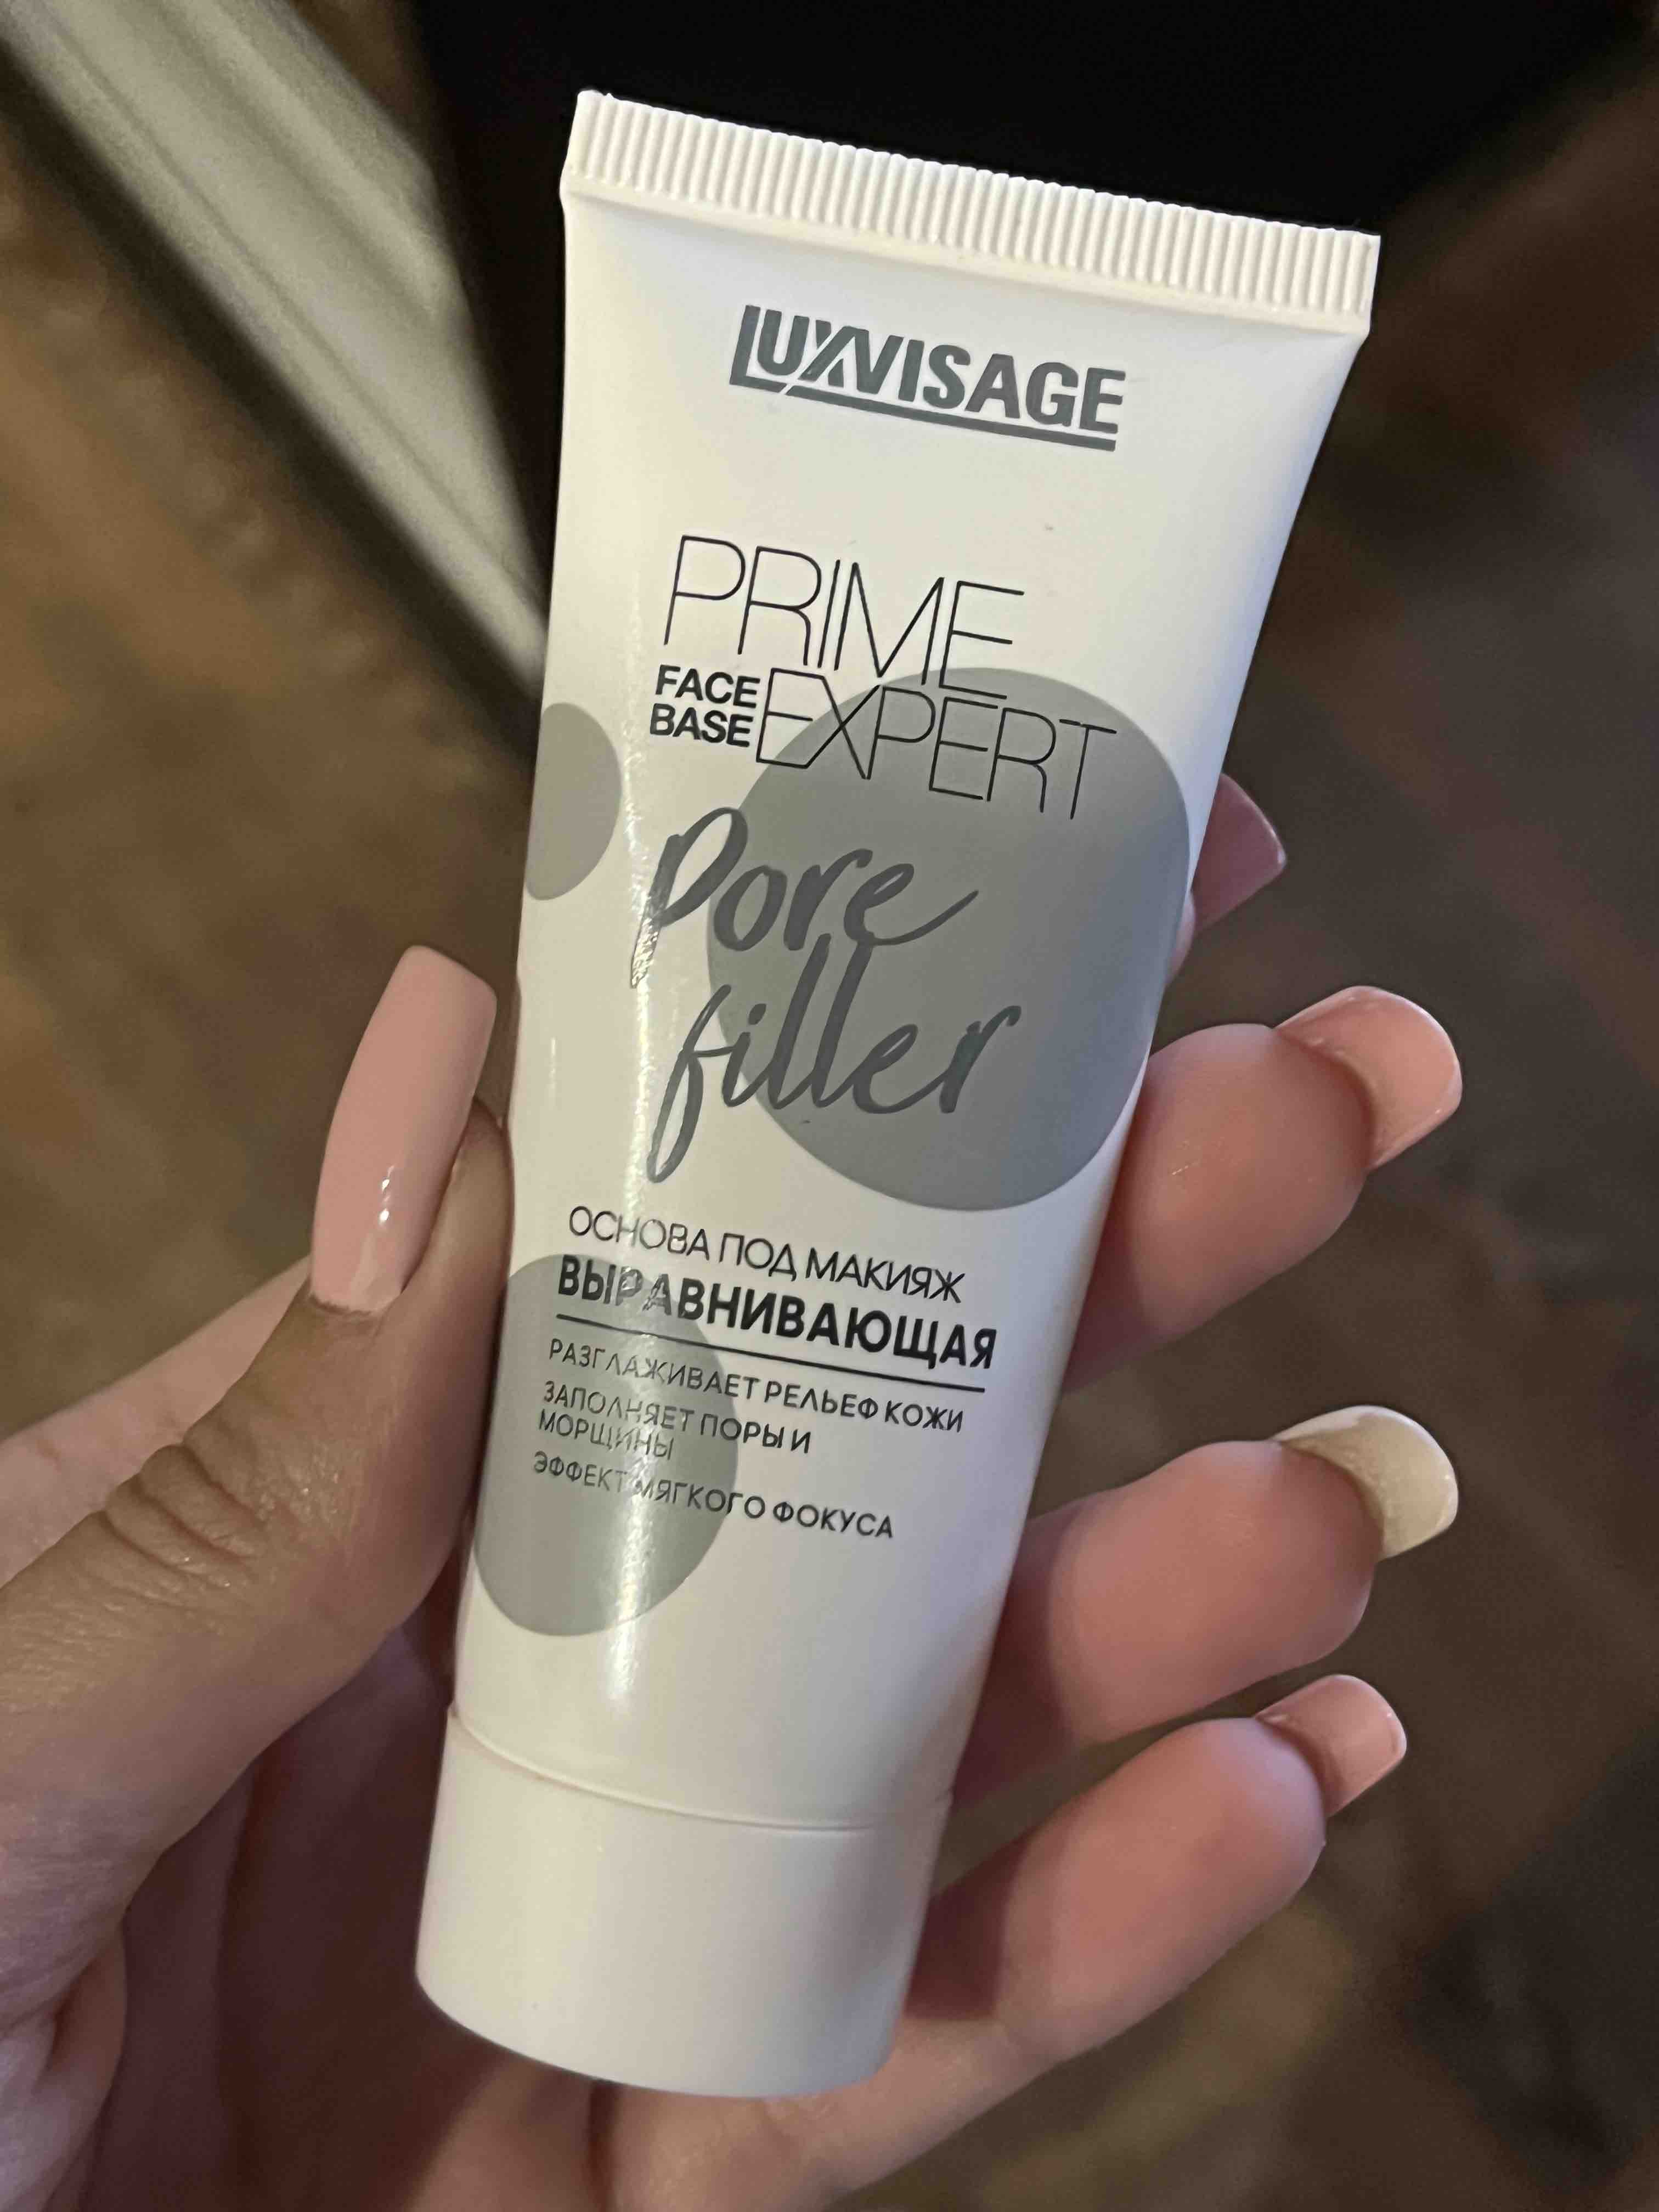 LUXVISAGE
PRIME
FACE
BASE EXPERT
Pore
filler
ОСНОВА ПОД МАКИЯЖ
ВЫРАВНИВАЮЩАЯ
РАЗГЛАЖИВАЕТ РЕЛЬЕФ КОЖИ
ЗАПОЛНЯЕТ ПОРЫ И
МОРЩИНЫ
ЭФФЕКТ МЯГКОГО ФОКУСА